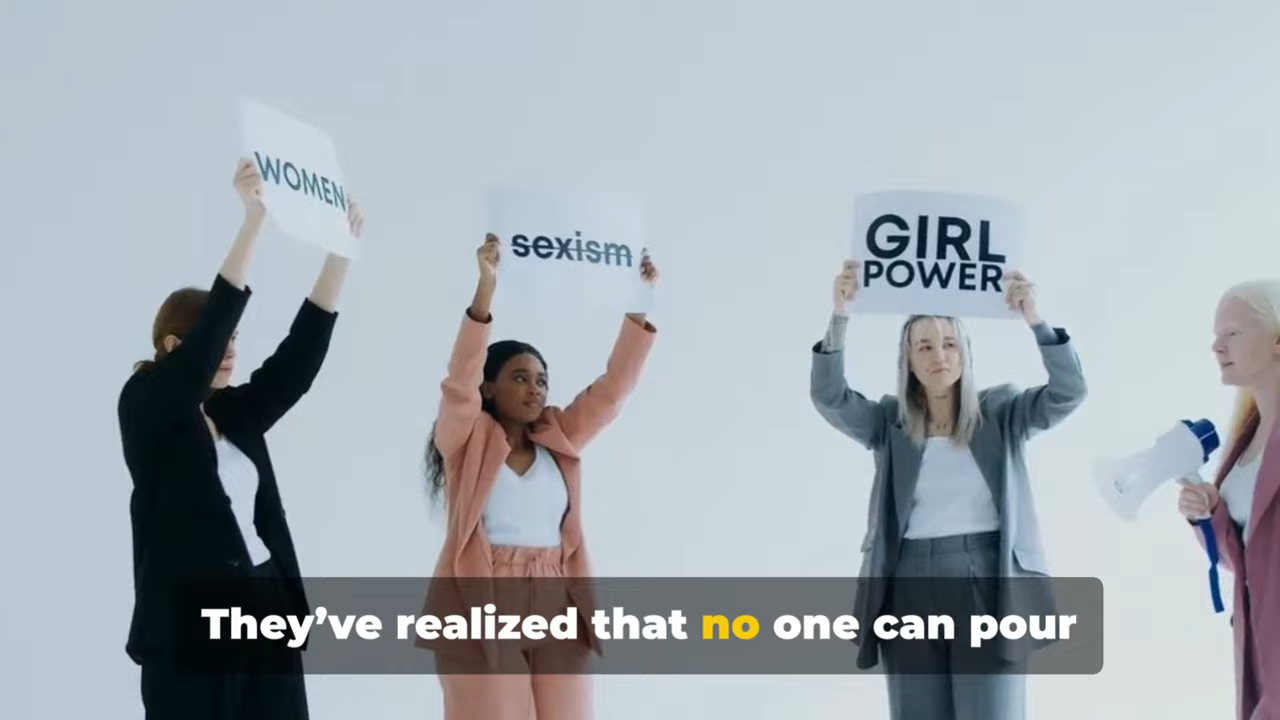 WOMEN
sexism
GIRL
POWER
They’ve realized that no one can pour